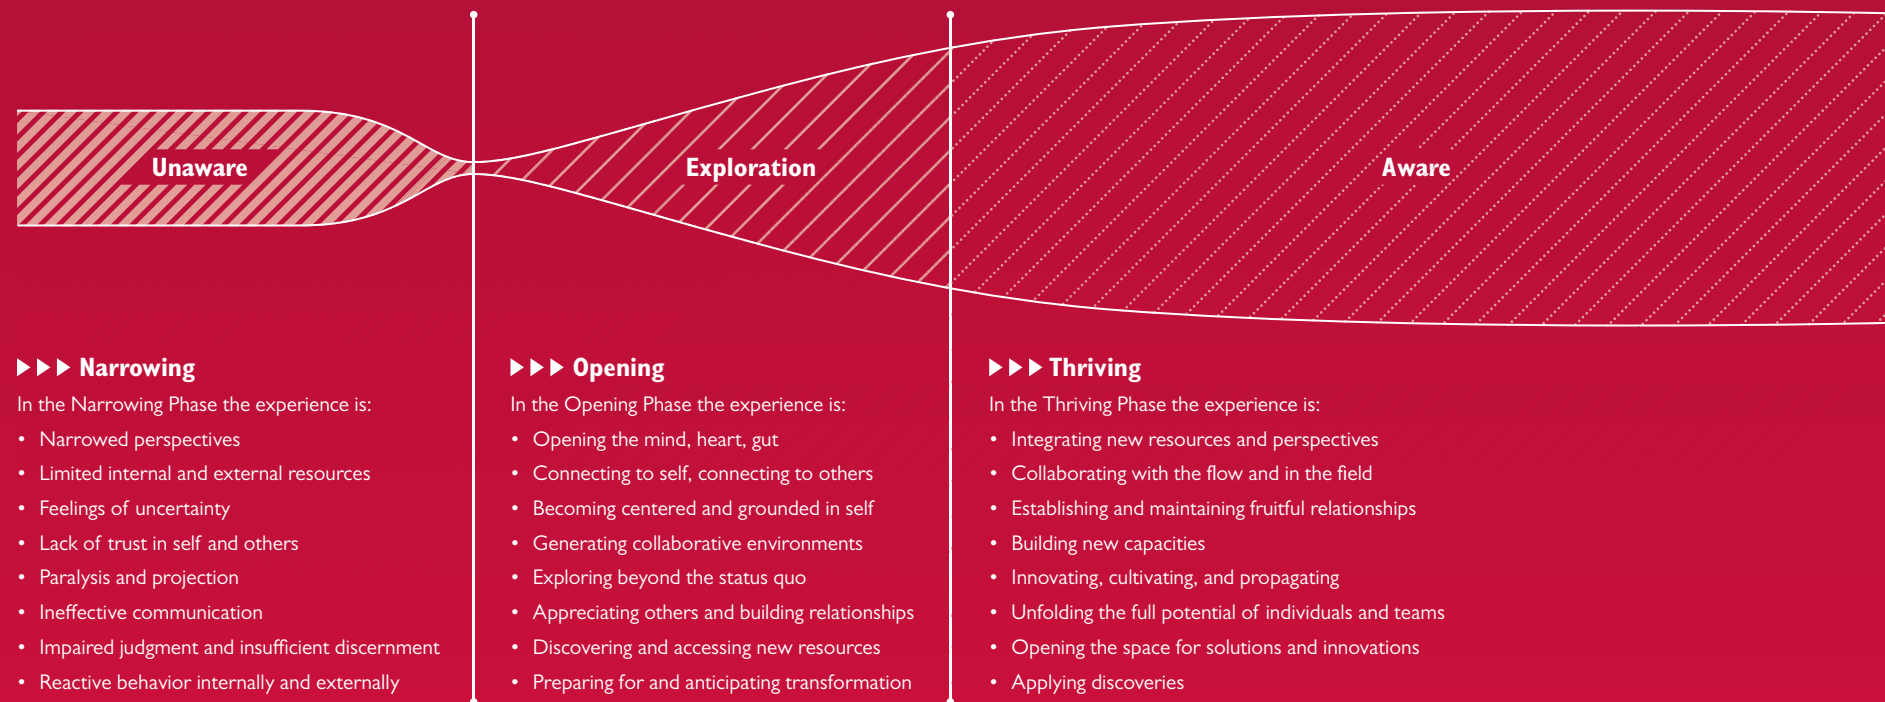 Unaware
Exploration
Aware
Narrowing
In the Narrowing Phase the experience is:
• Narrowed perspectives
• Limited internal and external resources
• Feelings of uncertainty
• Lack of trust in self and others
• Paralysis and projection
• Ineffective communication
• Impaired judgment and insufficient discernment
• Reactive behavior internally and externally
Opening
In the Opening Phase the experience is:
• Opening the mind, heart, gut
• Connecting to self, connecting to others
• Becoming centered and grounded in self
• Generating collaborative environments
• Exploring beyond the status quo
• Appreciating others and building relationships
• Discovering and accessing new resources
• Preparing for and anticipating transformation
Thriving
In the Thriving Phase the experience is:
• Integrating new resources and perspectives
• Collaborating with the flow and in the field
• Establishing and maintaining fruitful relationships
• Building new capacities
• Innovating, cultivating, and propagating
• Unfolding the full potential of individuals and teams
• Opening the space for solutions and innovations
• Applying discoveries